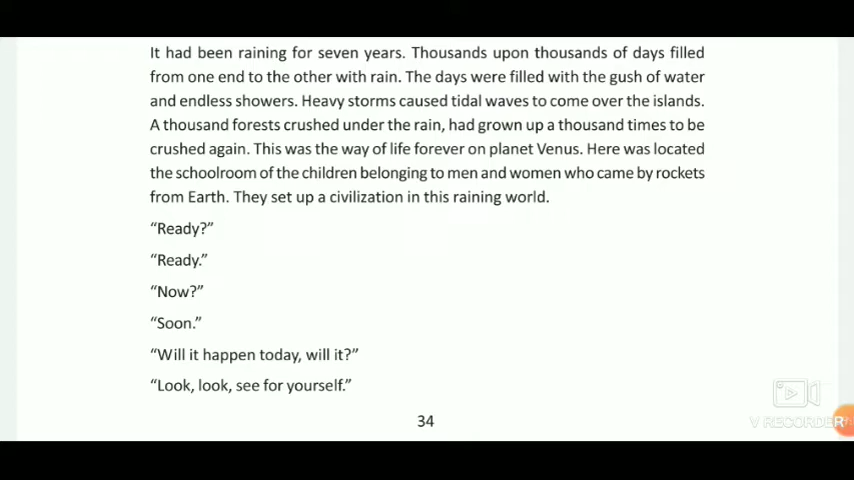 It had been raining for seven years. Thousands upon thousands of days filled
from one end to the other with rain. The days were filled with the gush of water
and endless showers. Heavy storms caused tidal waves to come over the islands.
A thousand forests crushed under the rain, had grown up a thousand times to be
crushed again. This was the way of life forever on planet Venus. Here was located
the schoolroom of the children belonging to men and women who came by rockets
from Earth. They set up a civilization in this raining world.
“Ready?”
“Ready.”
“Now?”
“Soon.”
“Will it happen today, will it?”
“Look, look, see for yourself.”
34
V RECORDER